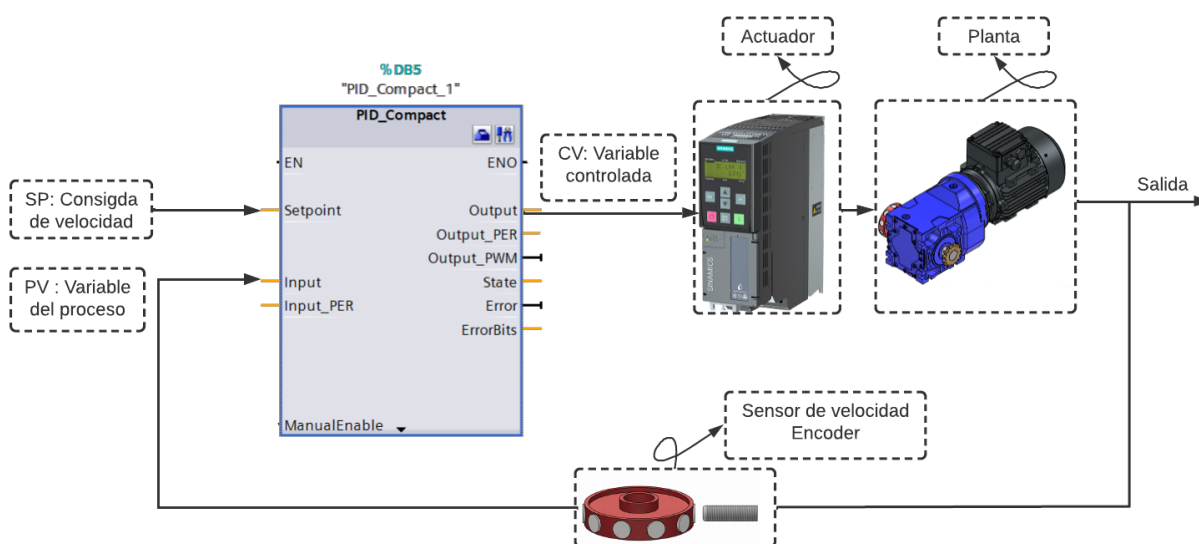 Actuador
Planta
%DB5
"PID_Compact_1"
PID_Compact
EN
ENO
CV: Variable
controlada
SP: Consigda
de velocidad
Setpoint
Output
Salida
Output_PER
Output_PWM
PV : Variable
del proceso
Input
State
Input_PER
Error
ErrorBits
SINAMICS
ManualEnable
Sensor de velocidad
Encoder